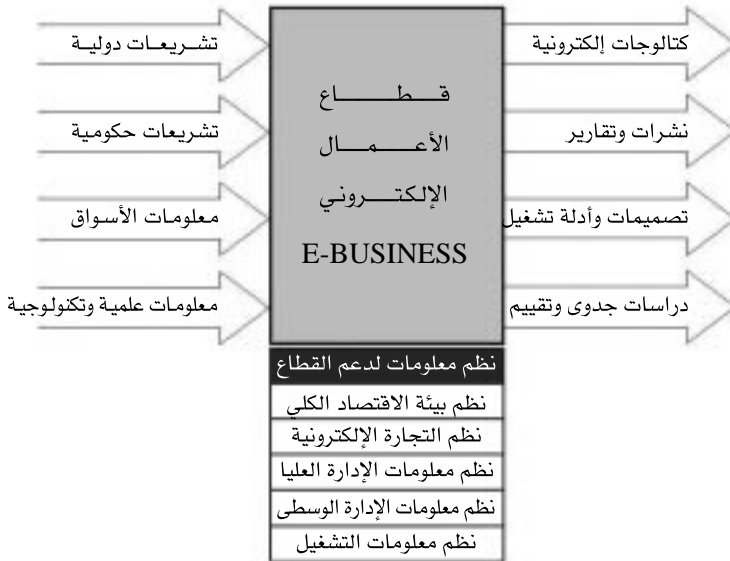 تشريعات دولية
تشريعات حكومية
معلومات الأسواق
معلومات علمية وتكنولوجية
قطاع
الأعمال
الإلكتروني
E-BUSINESS
كتالوجات إلكترونية
نشرات وتقارير
تصميمات وأدلة تشغيل
دراسات جدوى وتقييم
نظم معلومات لدعم القطاع
نظم بيئة الاقتصاد الكلي
نظم التجارة الإلكترونية
نظم معلومات الإدارة العليا
نظم معلومات الإدارة الوسطى
نظم معلومات التشغيل